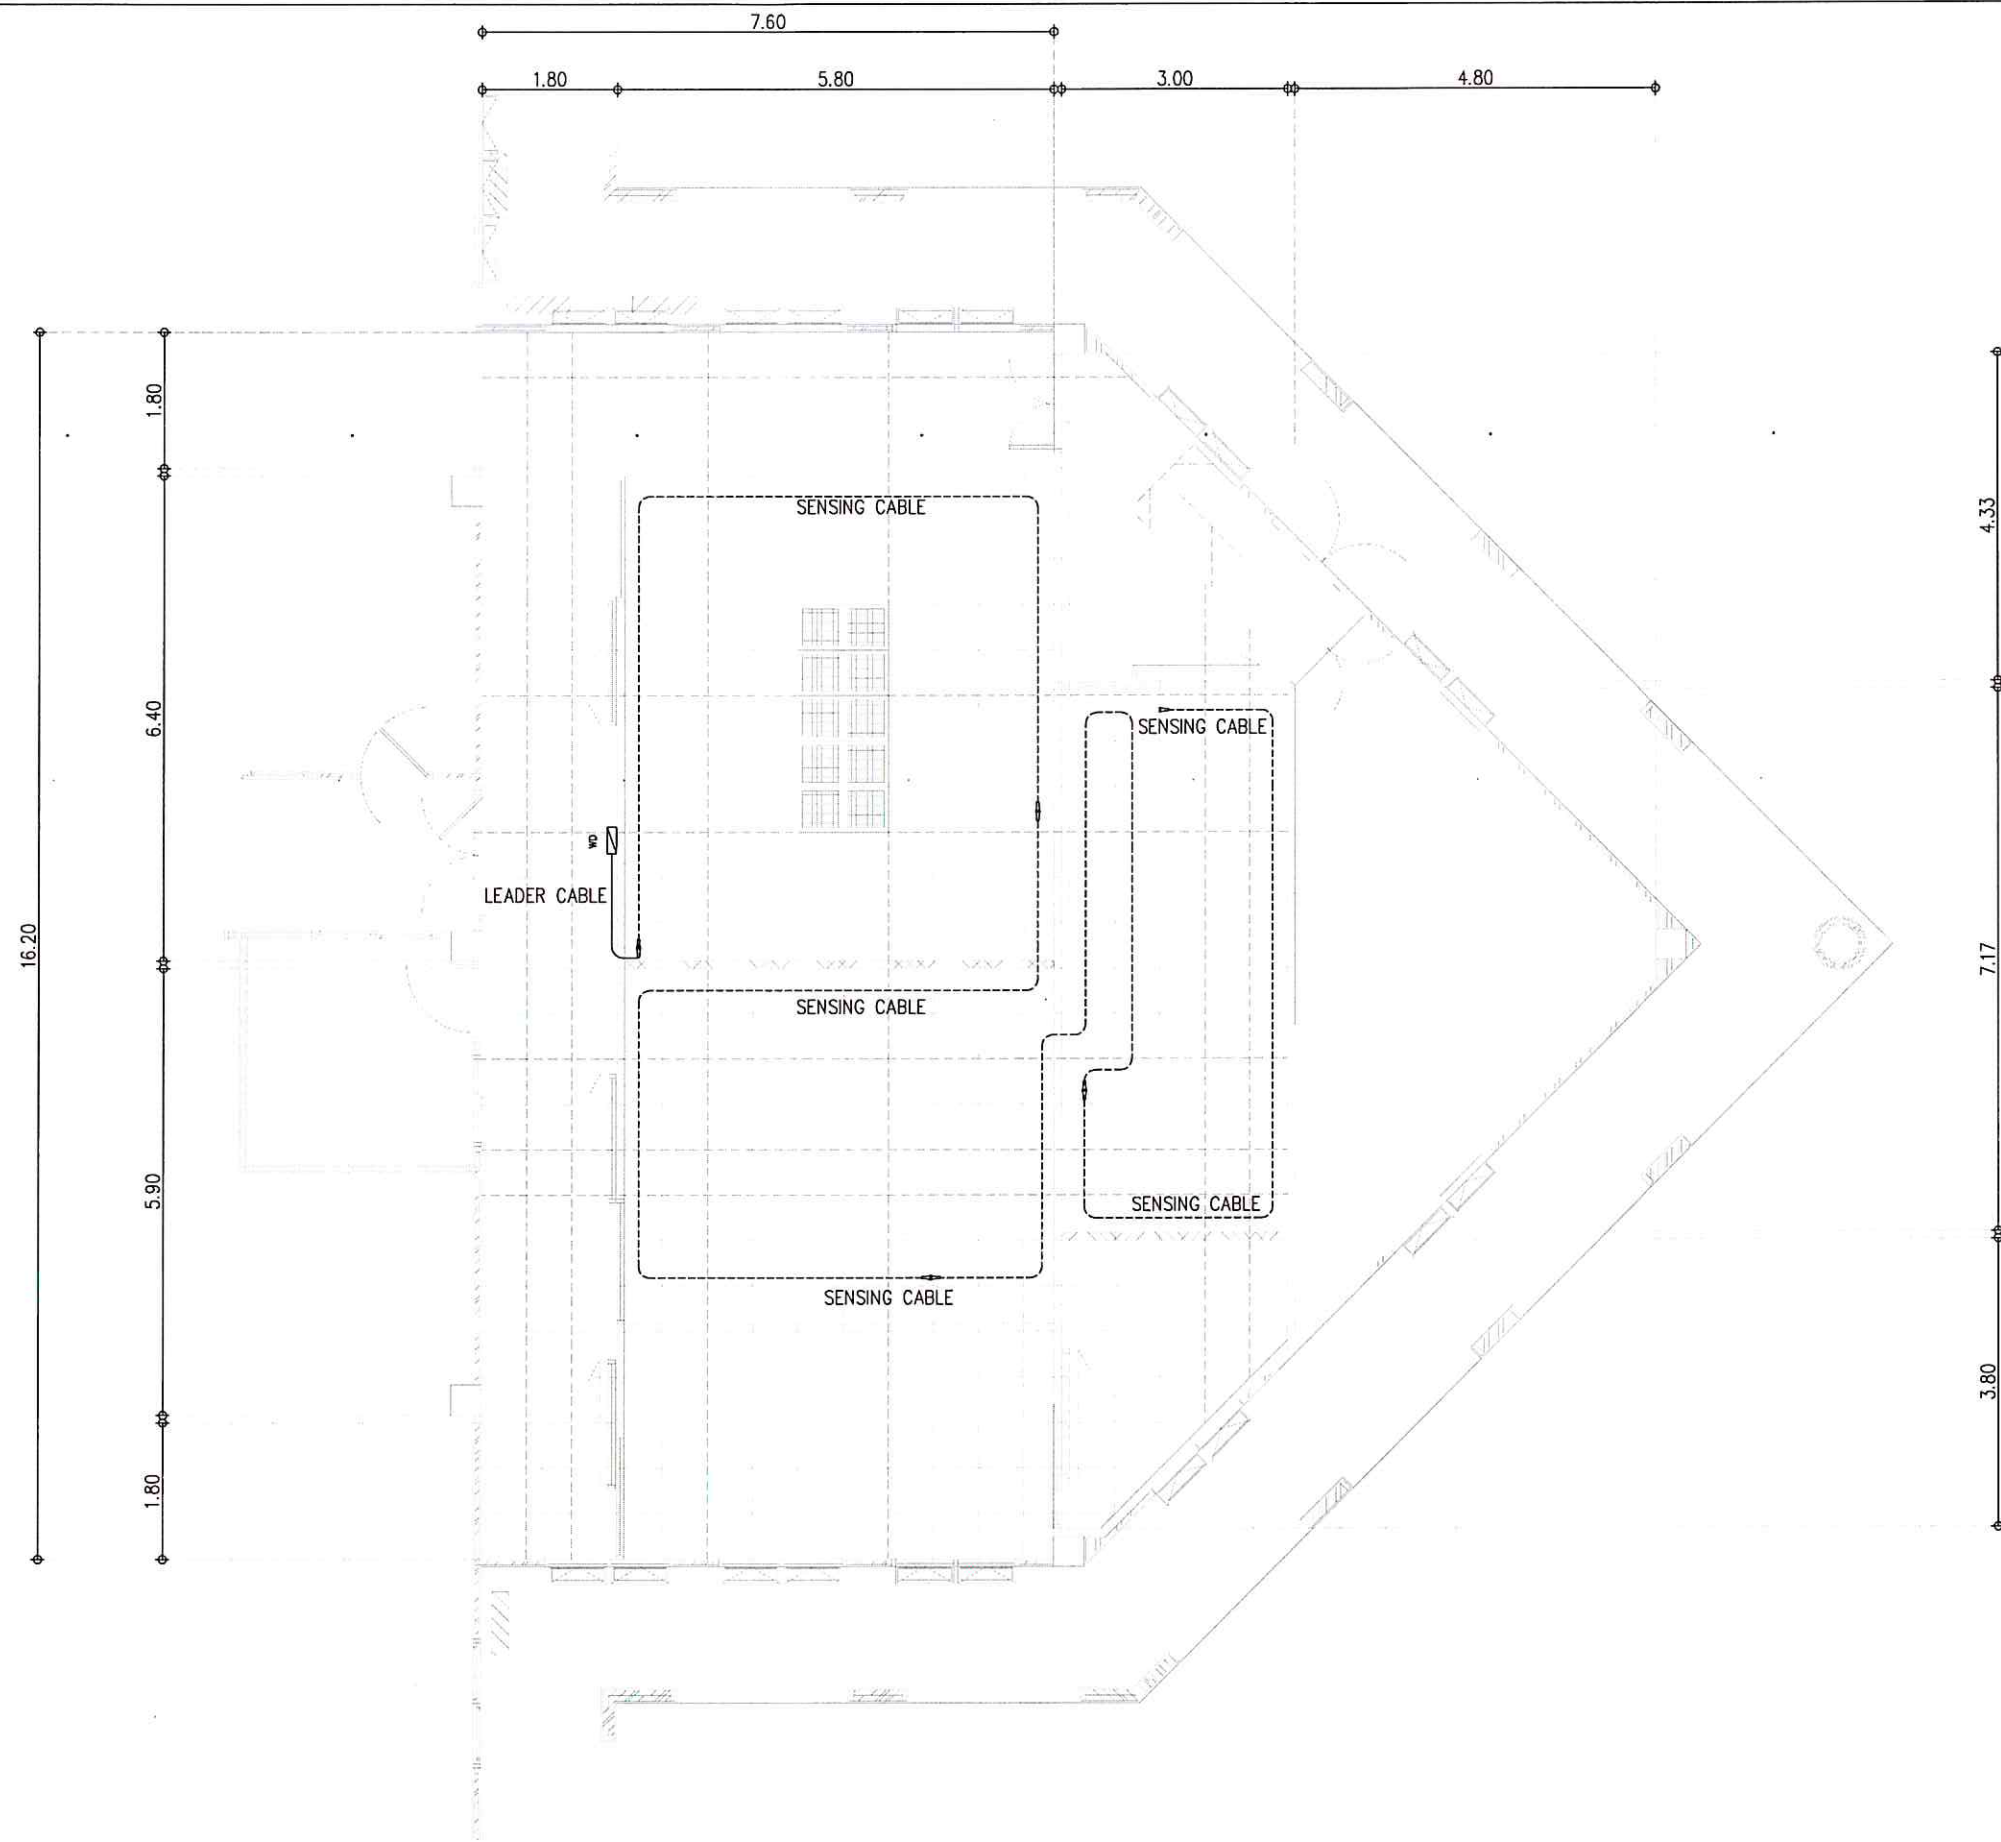 7.60
1.80
5.80
3.00
4.80
1.80
4.33
SENSING CABLE
6.40
SENSING CABLE
WD
LEADER CABLE
16.20
7.17
SENSING CABLE
5.90
SENSING CABLE
SENSING CABLE
3.80
1.80